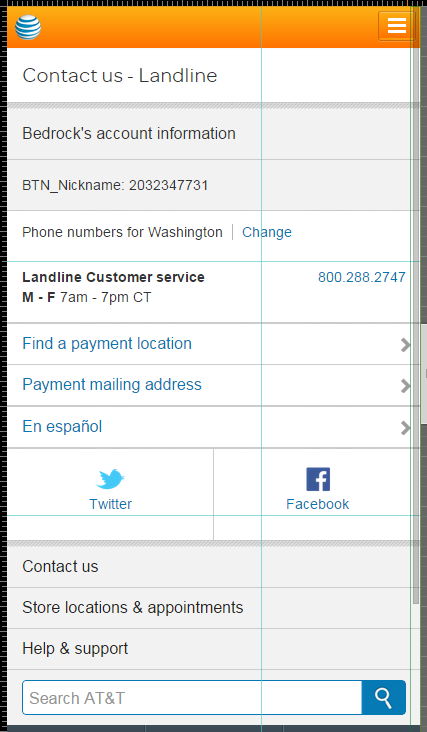 Contact us - Landline
Bedrock's account information
BTN_Nickname: 2032347731
Phone numbers for Washington | Change
Landline Customer service 800.288.2747
M - F 7am - 7pm CT
Find a payment location
Payment mailing address
En español
Twitter Facebook
Contact us
Store locations & appointments
Help & support
Search AT&T